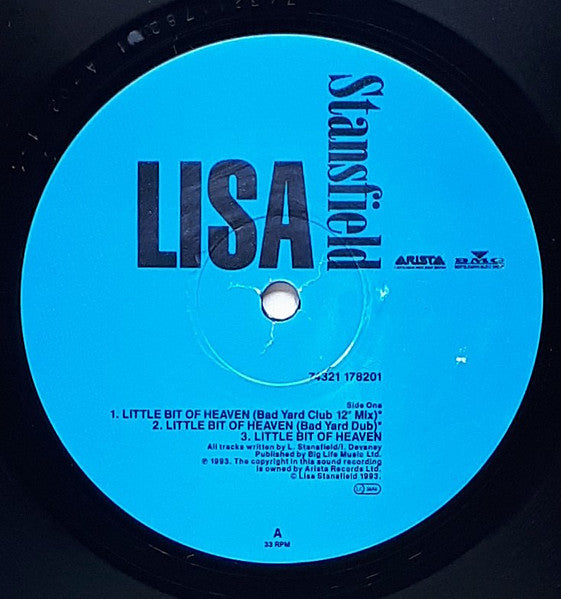 LISA
Stansfield
ARISTA
BMG
74321 178201
Side One
1. LITTLE BIT OF HEAVEN (Bad Yard Club 12" Mix)*
2. LITTLE BIT OF HEAVEN (Bad Yard Dub)*
3. LITTLE BIT OF HEAVEN
All tracks written by L. Stansfield/I. Devaney
Published by Big Life Music Ltd.
℗ 1993. The copyright in this sound recording
is owned by Arista Records Ltd.
© Lisa Stansfield 1993.
LC
A
33 RPM